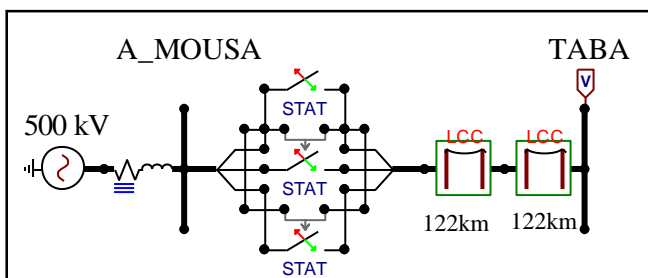 A_MOUSA
TABA
V
500 kV
STAT
LCC
LCC
STAT
122km
122km
STAT